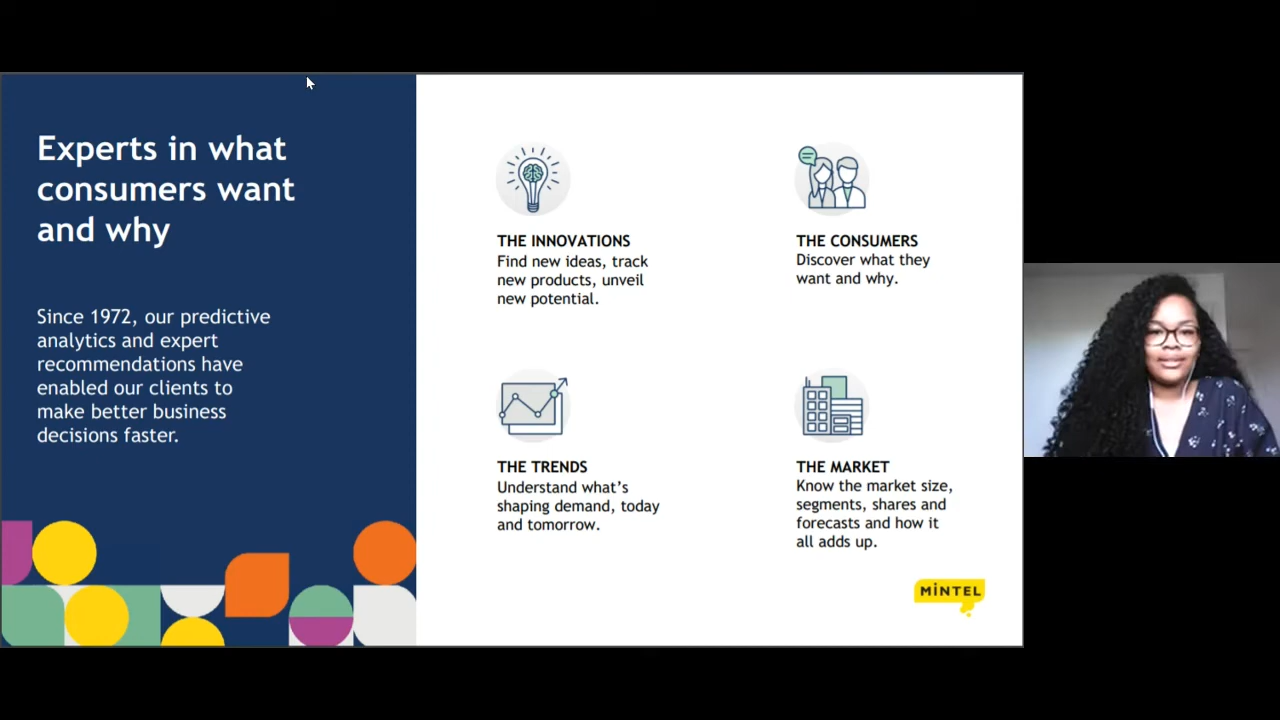 Experts in what
consumers want
and why
Since 1972, our predictive
analytics and expert
recommendations have
enabled our clients to
make better business
decisions faster.
THE INNOVATIONS
Find new ideas, track
new products, unveil
new potential.
THE CONSUMERS
Discover what they
want and why.
THE TRENDS
Understand what’s
shaping demand, today
and tomorrow.
THE MARKET
Know the market size,
segments, shares and
forecasts and how it
all adds up.
MiNTEL